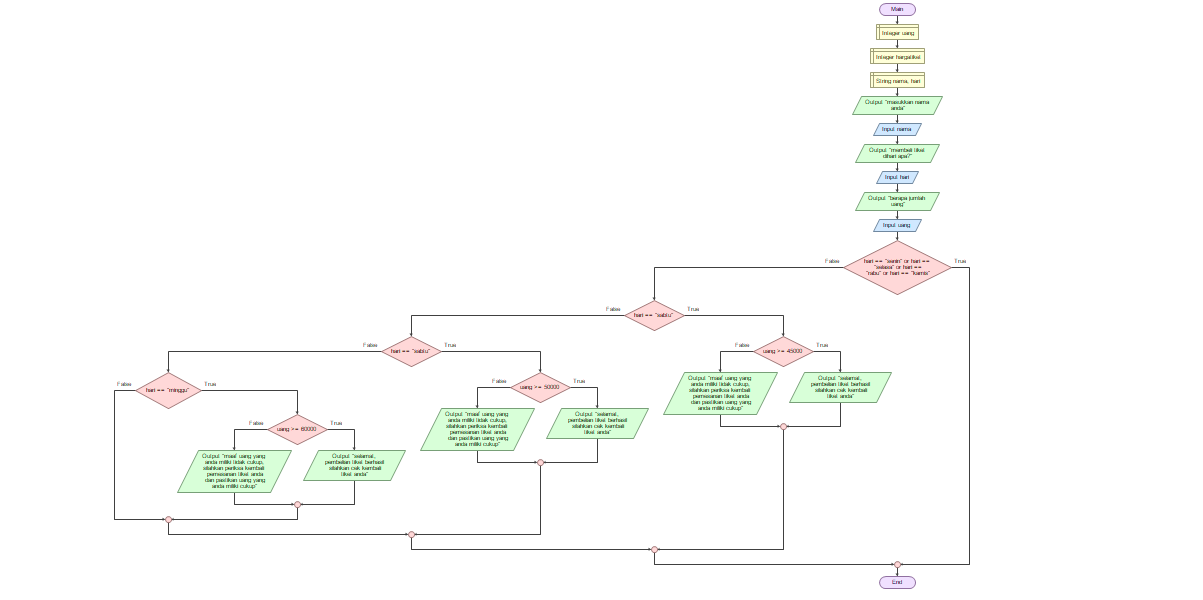 Main
Integer uang
Integer hargatiket
String nama, hari
Output "masukkan nama
anda"
Input nama
Output "membeli tiket
dihari apa?"
Input hari
Output "berapa jumlah
uang"
Input uang
False
hari == "senin" or hari ==
"selasa" or hari ==
"rabu" or hari == "kamis"
True
False
hari == "sabtu"
True
False
hari == "sabtu"
True
False
uang >= 45000
True
False
hari == "minggu"
True
False
uang >= 50000
True
Output "maaf uang yang
anda miliki tidak cukup,
silahkan periksa kembali
pemesanan tiket anda
dan pastikan uang yang
anda miliki cukup"
Output "selamat,
pembelian tiket berhasil
silahkan cek kembali
tiket anda"
False
uang >= 60000
True
Output "maaf uang yang
anda miliki tidak cukup,
silahkan periksa kembali
pemesanan tiket anda
dan pastikan uang yang
anda miliki cukup"
Output "selamat,
pembelian tiket berhasil
silahkan cek kembali
tiket anda"
Output "maaf uang yang
anda miliki tidak cukup,
silahkan periksa kembali
pemesanan tiket anda
dan pastikan uang yang
anda miliki cukup"
Output "selamat,
pembelian tiket berhasil
silahkan cek kembali
tiket anda"
End